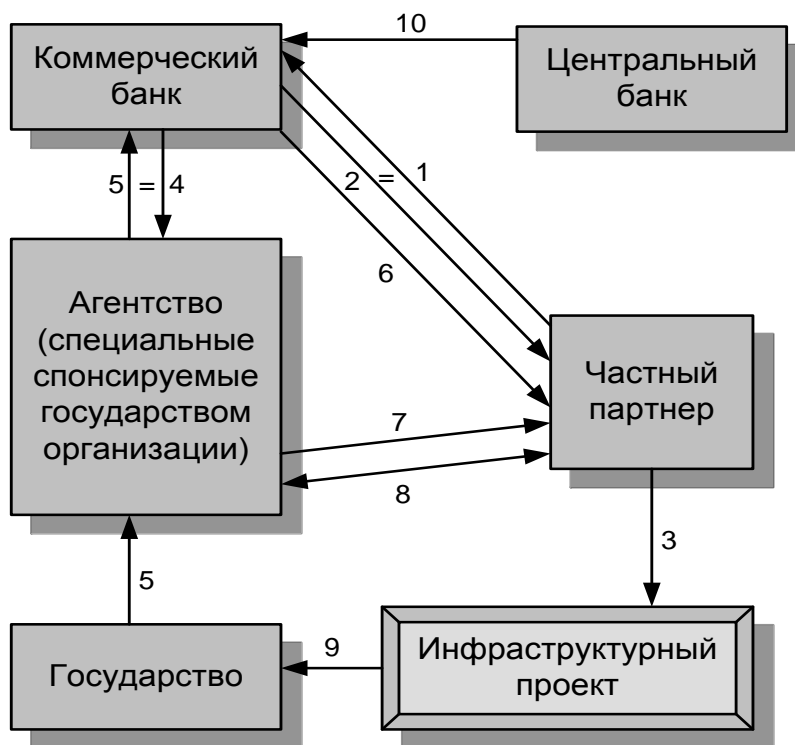 10
Коммерческий
банк
Центральный
банк
5 = 4
2 = 1
6
Агентство
(специальные
спонсируемые
государством
организации)
Частный
партнер
7
8
3
5
9
Государство
Инфраструктурный
проект